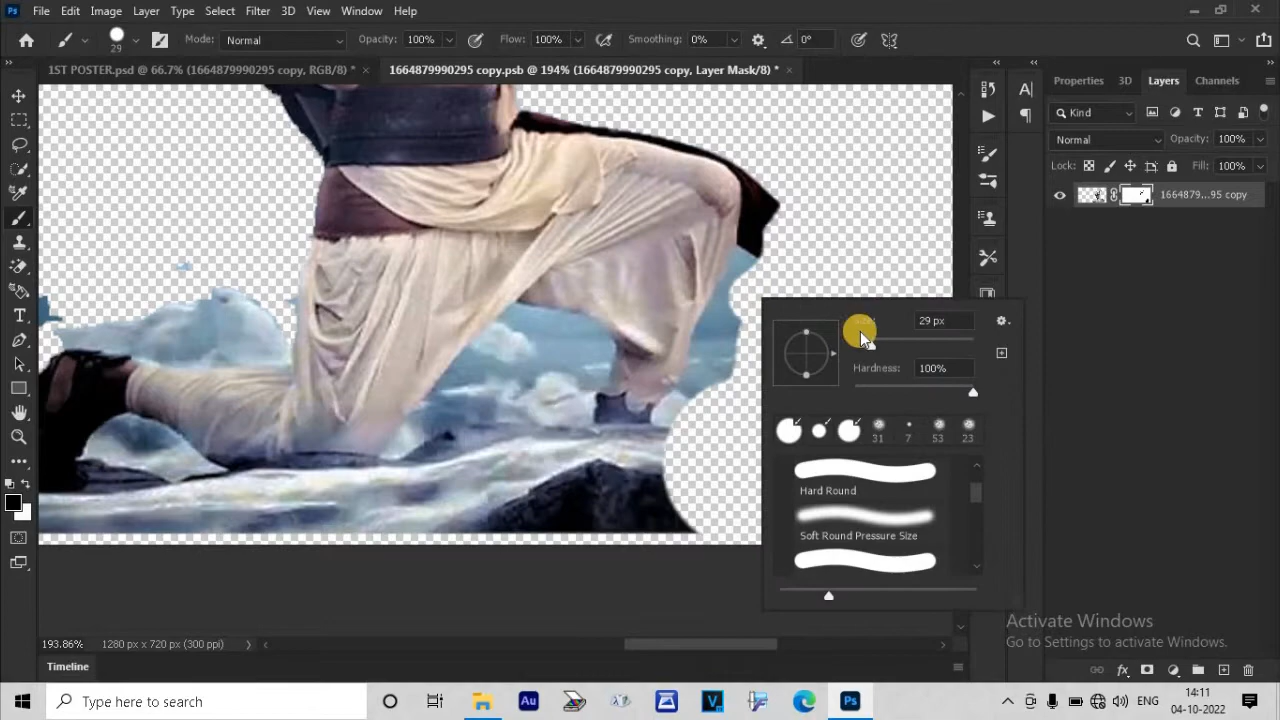 Ps File Edit Image Layer Type Select Filter 3D View Window Help
29 Mode: Normal Opacity: 100% Flow: 100% Smoothing: 0% 0°
1ST POSTER.psd @ 66.7% (1664879990295 copy, RGB/8) * × 1664879990295 copy.psb @ 194% (1664879990295 copy, Layer Mask/8) * ×
Properties 3D Layers Channels
Kind
Normal Opacity: 100%
Lock: Fill: 100%
1664879...95 copy
29 px
Hardness: 100%
31 7 53 23
Hard Round
Soft Round Pressure Size
Activate Windows
Go to Settings to activate Windows.
193.86% 1280 px x 720 px (300 ppi)
Timeline
Type here to search
Au
Ps
ENG
14:11
04-10-2022